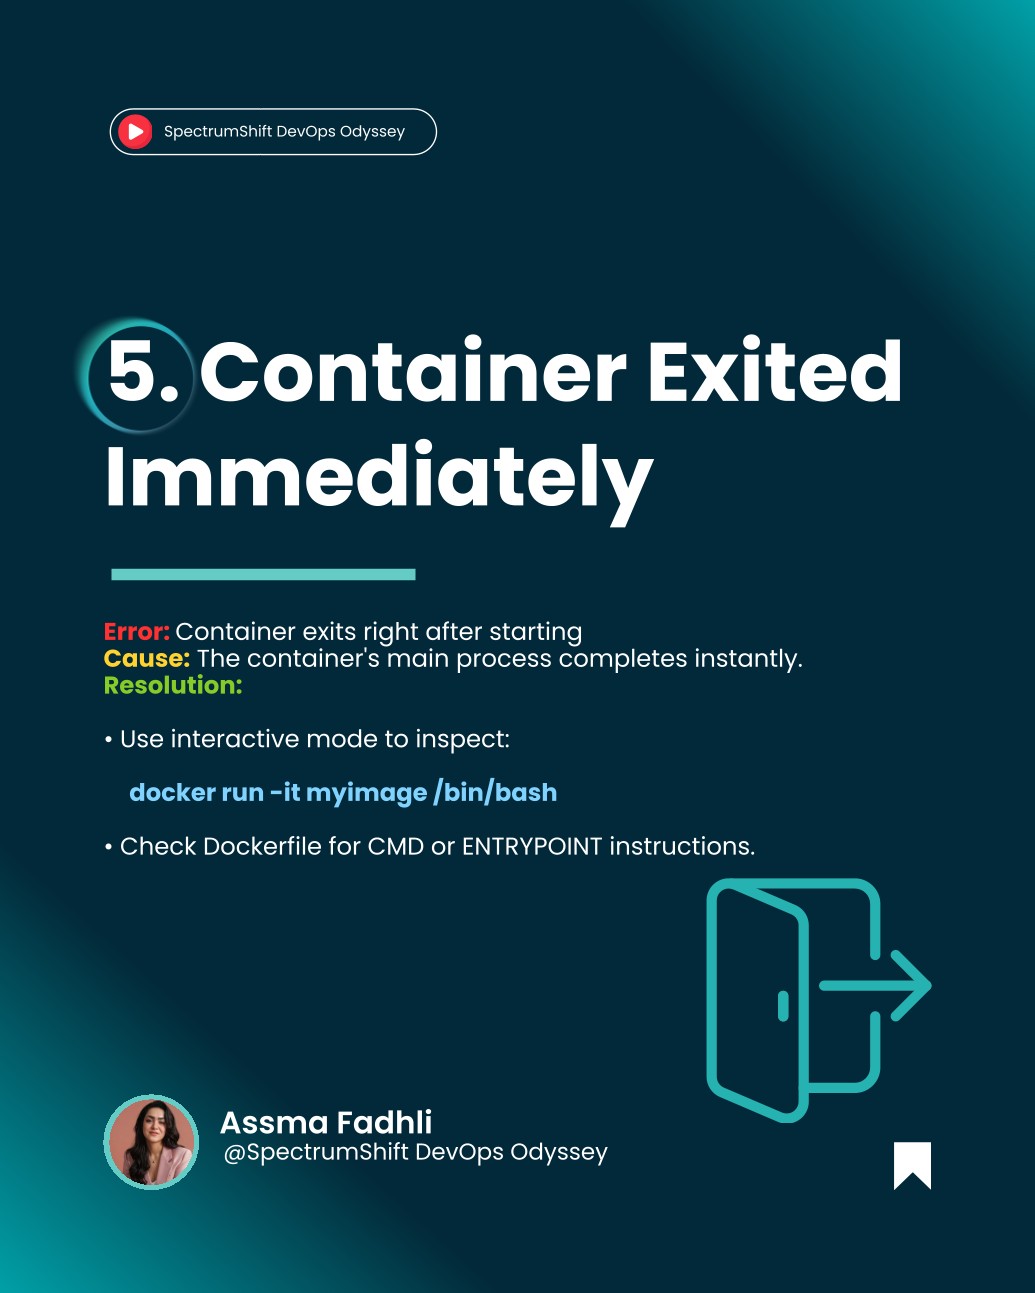 SpectrumShift DevOps Odyssey
5. Container Exited
Immediately
Error: Container exits right after starting
Cause: The container's main process completes instantly.
Resolution:
• Use interactive mode to inspect:
docker run -it myimage /bin/bash
• Check Dockerfile for CMD or ENTRYPOINT instructions.
Assma Fadhli
@SpectrumShift DevOps Odyssey